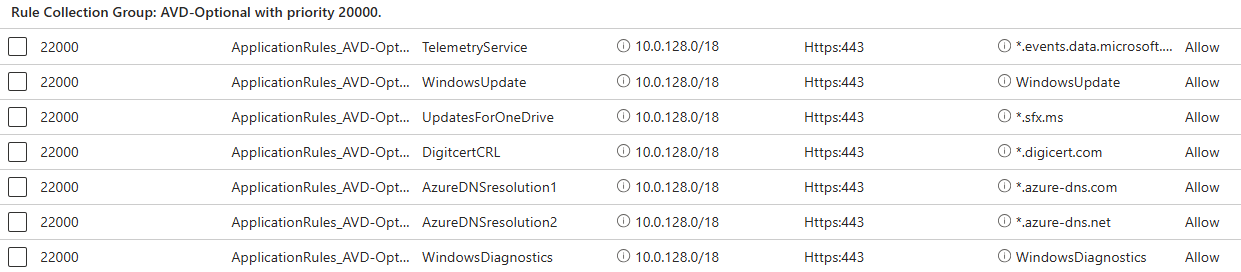 Rule Collection Group: AVD-Optional with priority 20000.
22000 ApplicationRules_AVD-Opt... TelemetryService 10.0.128.0/18 Https:443 *.events.data.microsoft.... Allow
22000 ApplicationRules_AVD-Opt... WindowsUpdate 10.0.128.0/18 Https:443 WindowsUpdate Allow
22000 ApplicationRules_AVD-Opt... UpdatesForOneDrive 10.0.128.0/18 Https:443 *.sfx.ms Allow
22000 ApplicationRules_AVD-Opt... DigitcertCRL 10.0.128.0/18 Https:443 *.digicert.com Allow
22000 ApplicationRules_AVD-Opt... AzureDNSresolution1 10.0.128.0/18 Https:443 *.azure-dns.com Allow
22000 ApplicationRules_AVD-Opt... AzureDNSresolution2 10.0.128.0/18 Https:443 *.azure-dns.net Allow
22000 ApplicationRules_AVD-Opt... WindowsDiagnostics 10.0.128.0/18 Https:443 WindowsDiagnostics Allow